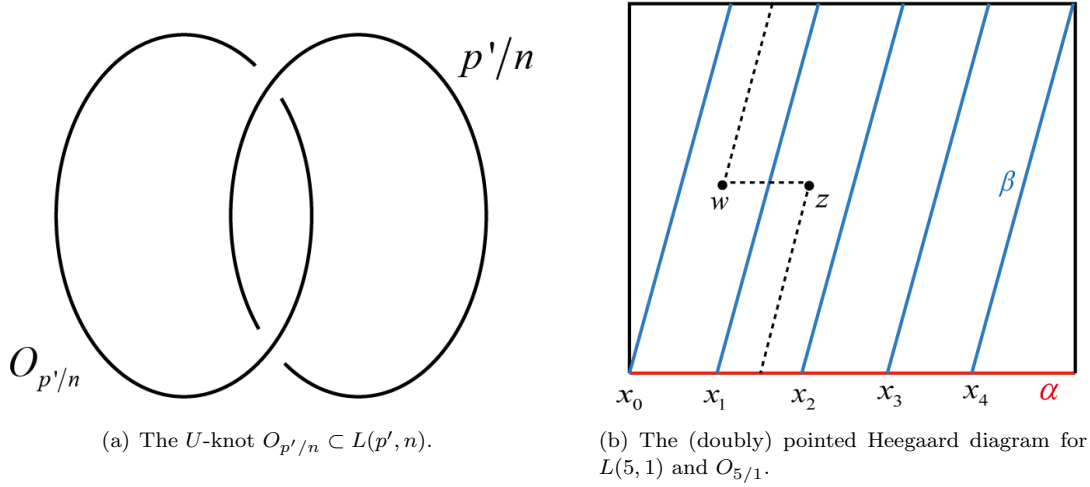 p'/n
O_{p'/n}
(a) The U-knot O_{p'/n} ⊂ L(p', n).
β
w
z
x_0 x_1 x_2 x_3 x_4 α
(b) The (doubly) pointed Heegaard diagram for
L(5, 1) and O_{5/1}.